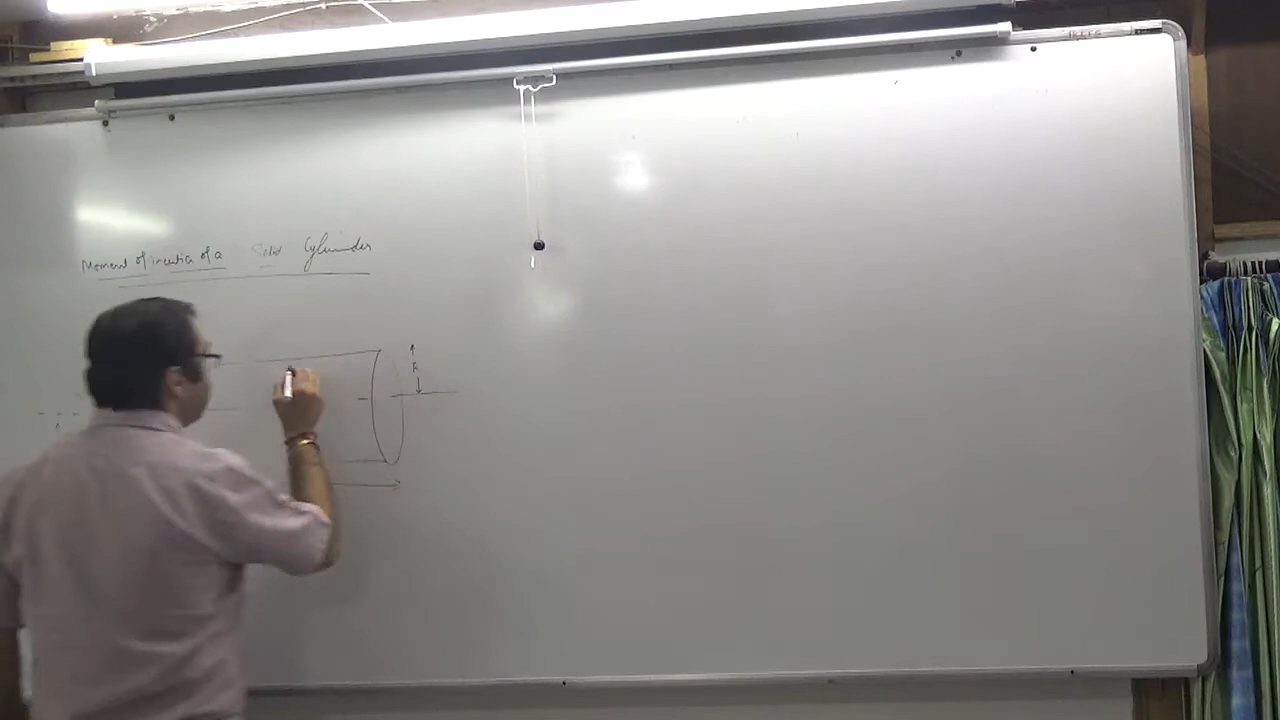 Moment of inertia of a Solid Cylinder
R